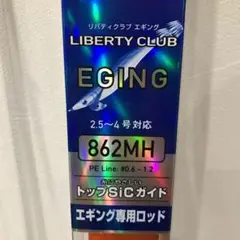 リバティクラブ エギング
LIBERTY CLUB
EGING
2.5~4号対応
862MH
PE Line: #0.6~1.2
トップSiCガイド
エギング専用ロッド